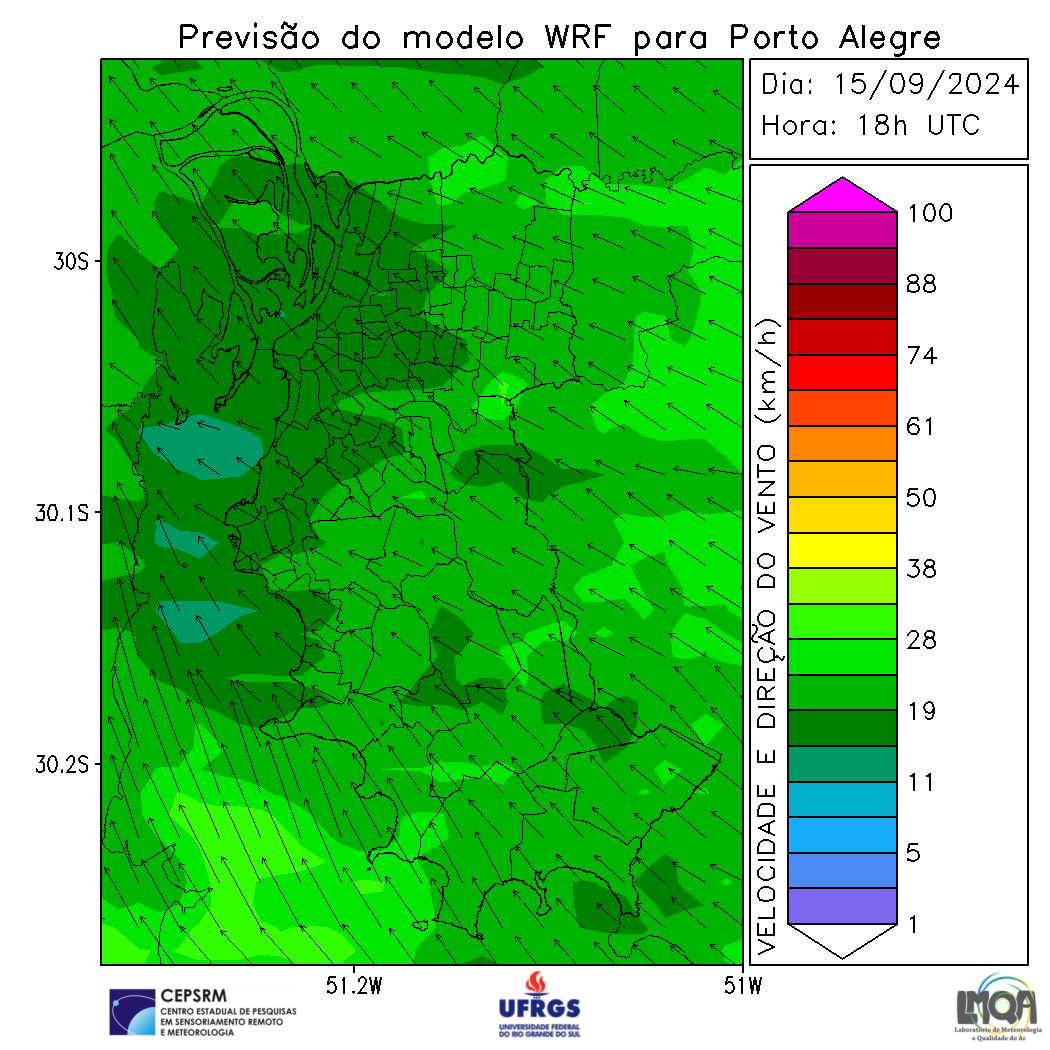 Previsão do modelo WRF para Porto Alegre
Dia: 15/09/2024
Hora: 18h UTC
VELOCIDADE E DIREÇÃO DO VENTO (km/h)
100
88
74
61
50
38
28
19
11
5
1
30S
30.1S
30.2S
51.2W
51W
CEPSRM
CENTRO ESTADUAL DE PESQUISAS
EM SENSORIAMENTO REMOTO
E METEOROLOGIA
UFRGS
UNIVERSIDADE FEDERAL
DO RIO GRANDE DO SUL
LMQA
Laboratório de Meteorologia
e Qualidade do Ar